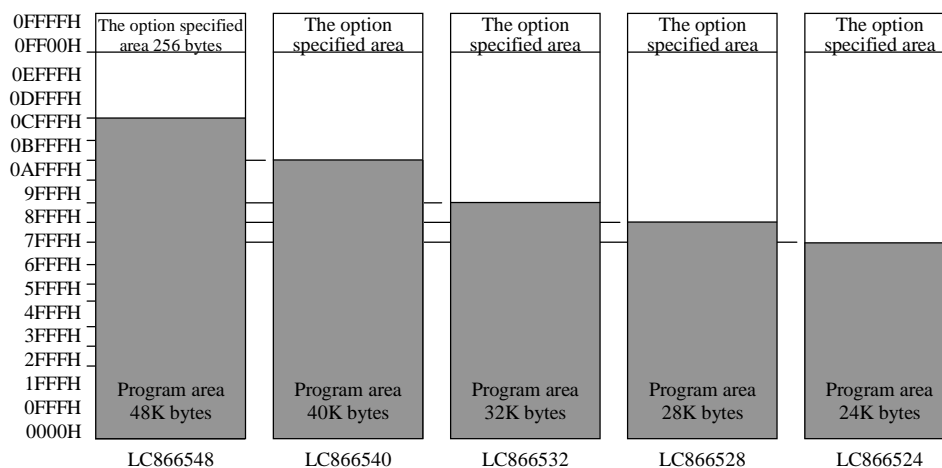 0FFFFH
0FF00H
0EFFFH
0DFFFH
0CFFFH
0BFFFH
0AFFFH
9FFFH
8FFFH
7FFFH
6FFFH
5FFFH
4FFFH
3FFFH
2FFFH
1FFFH
0FFFH
0000H
The option specified
area 256 bytes
Program area
48K bytes
LC866548
The option
specified area
Program area
40K bytes
LC866540
The option
specified area
Program area
32K bytes
LC866532
The option
specified area
Program area
28K bytes
LC866528
The option
specified area
Program area
24K bytes
LC866524